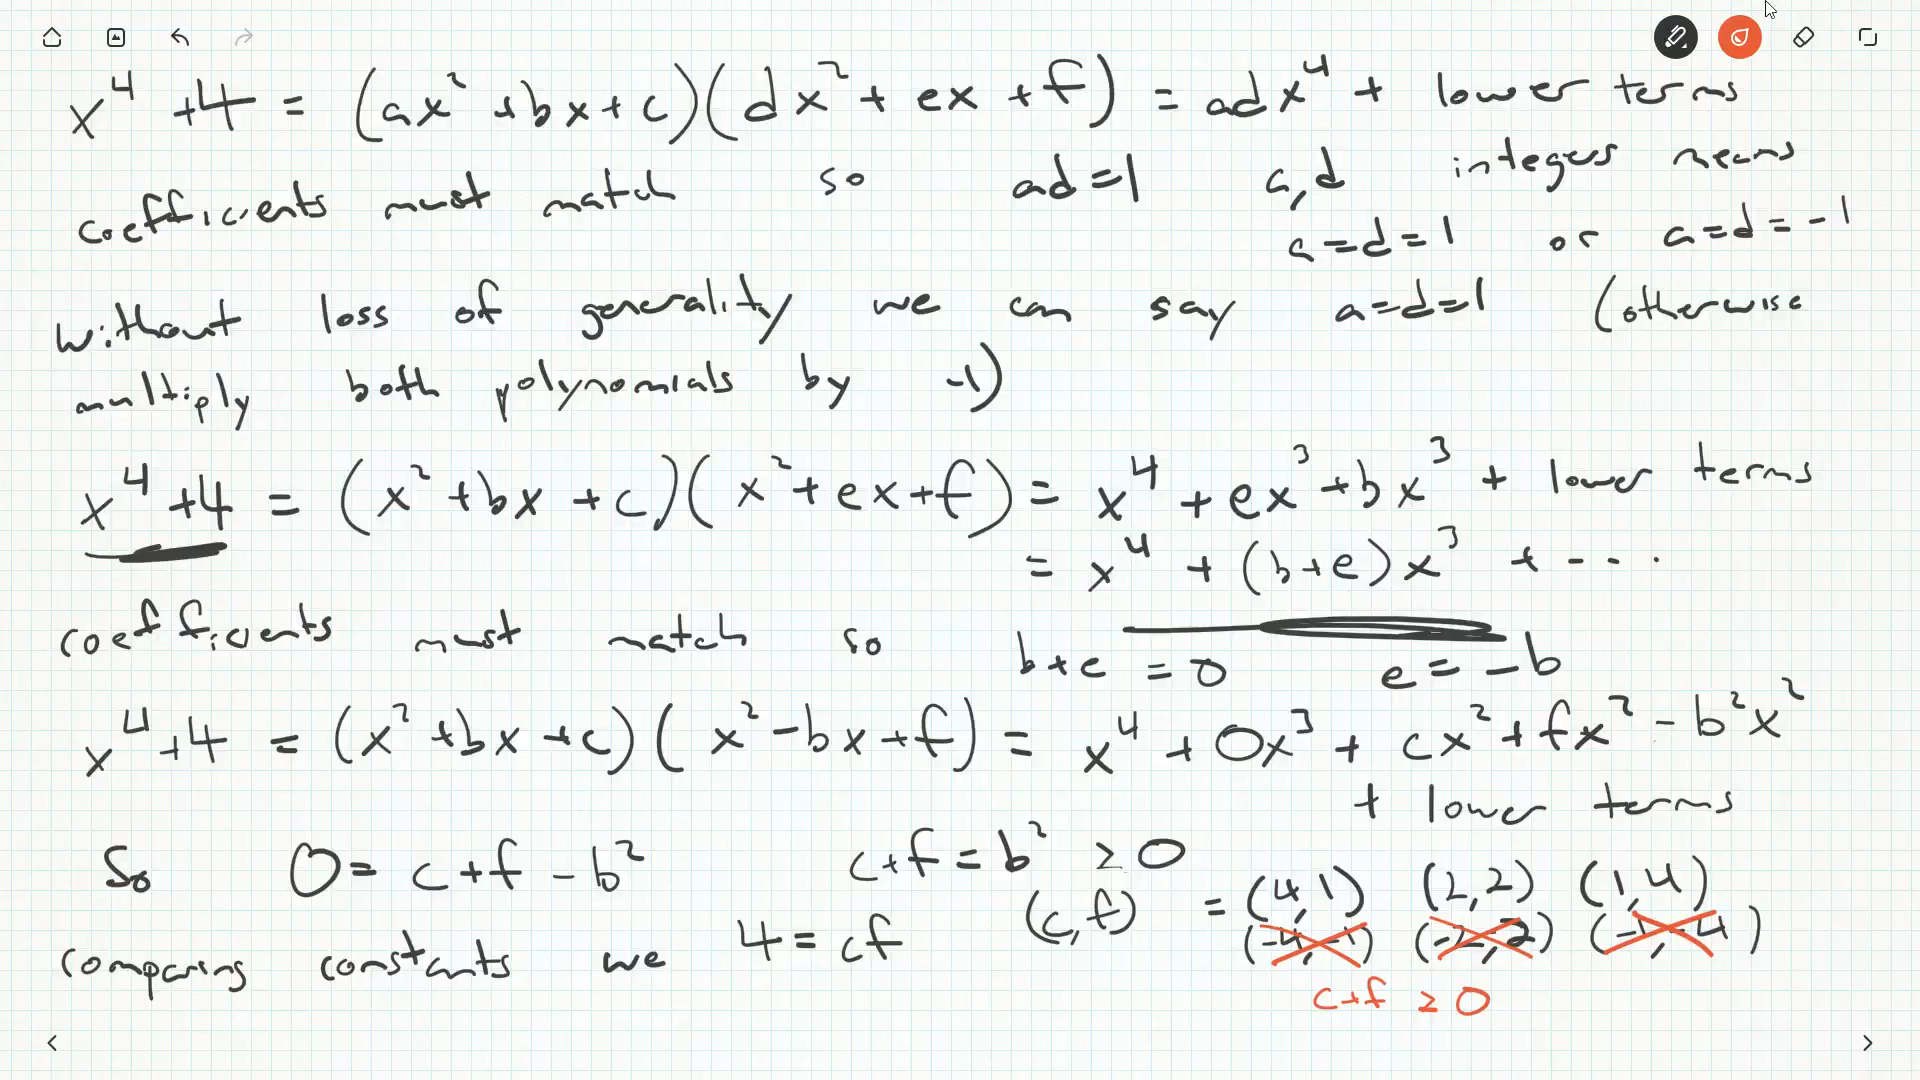 x⁴ + 4 = (ax² + bx + c)(dx² + ex + f) = adx⁴ + lower terms
coefficients must match so ad = 1 a, d integers means
a = d = 1 or a = d = -1
without loss of generality we can say a = d = 1 (otherwise
multiply both polynomials by -1)
x⁴ + 4 = (x² + bx + c)(x² + ex + f) = x⁴ + ex³ + bx³ + lower terms
= x⁴ + (b + e)x³ + ....
coefficients must match so b + e = 0 e = -b
x⁴ + 4 = (x² + bx + c)(x² - bx + f) = x⁴ + 0x³ + cx² + fx² - b²x²
+ lower terms
So 0 = c + f - b² c + f = b² ≥ 0
comparing constants we 4 = cf (c, f) = (4, 1) (2, 2) (1, 4)
(-4, -1) (-2, -2) (-1, -4)
c + f ≥ 0